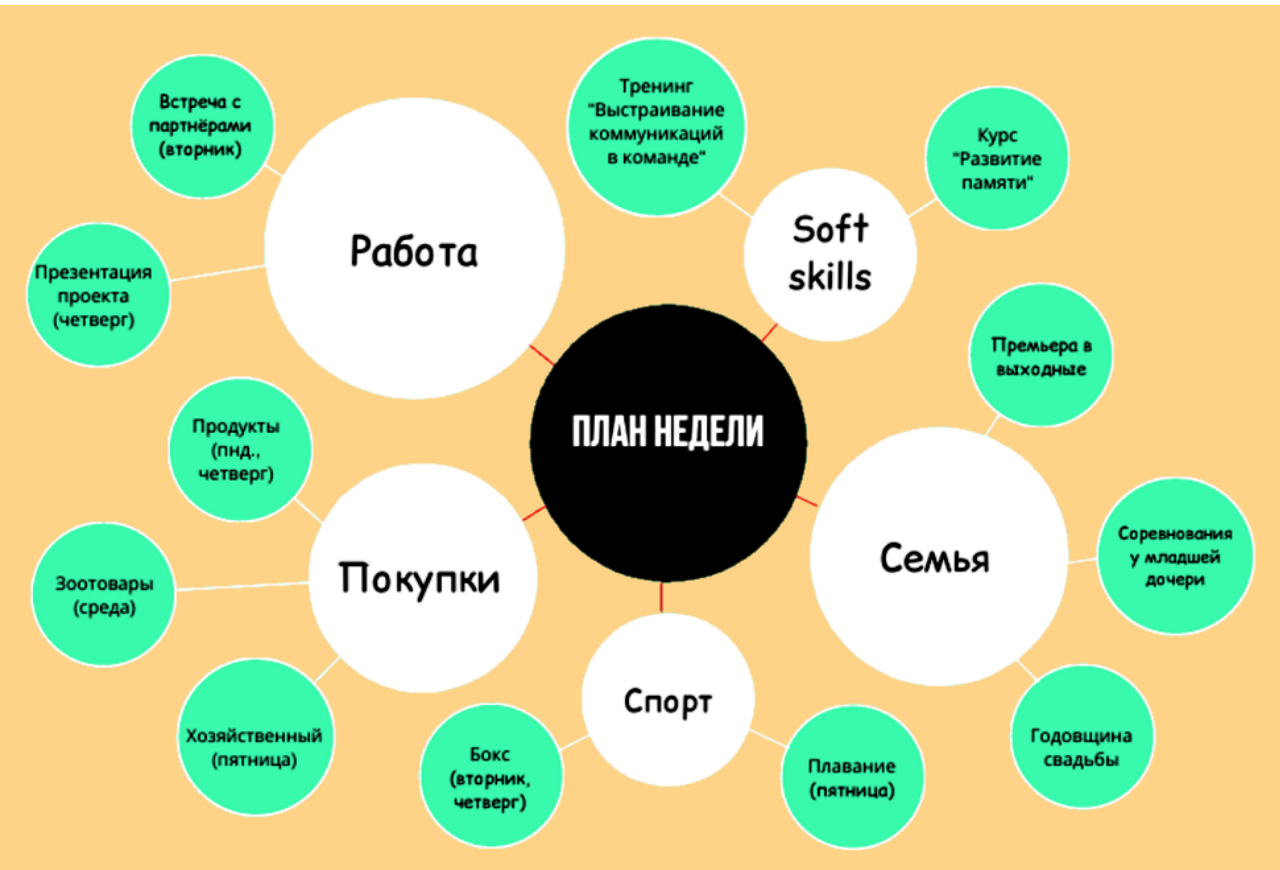 Встреча с
партнёрами
(вторник)
Презентация
проекта
(четверг)
Работа
Тренинг
"Выстраивание
коммуникаций
в команде"
Курс
"Развитие
памяти"
Soft
skills
ПЛАН НЕДЕЛИ
Премьера в
выходные
Соревнования
у младшей
дочери
Годовщина
свадьбы
Семья
Продукты
(пнд.,
четверг)
Зоотовары
(среда)
Хозяйственный
(пятница)
Покупки
Спорт
Бокс
(вторник,
четверг)
Плавание
(пятница)